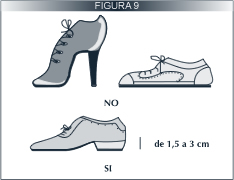 FIGURA 9
NO
de 1,5 a 3 cm
SI